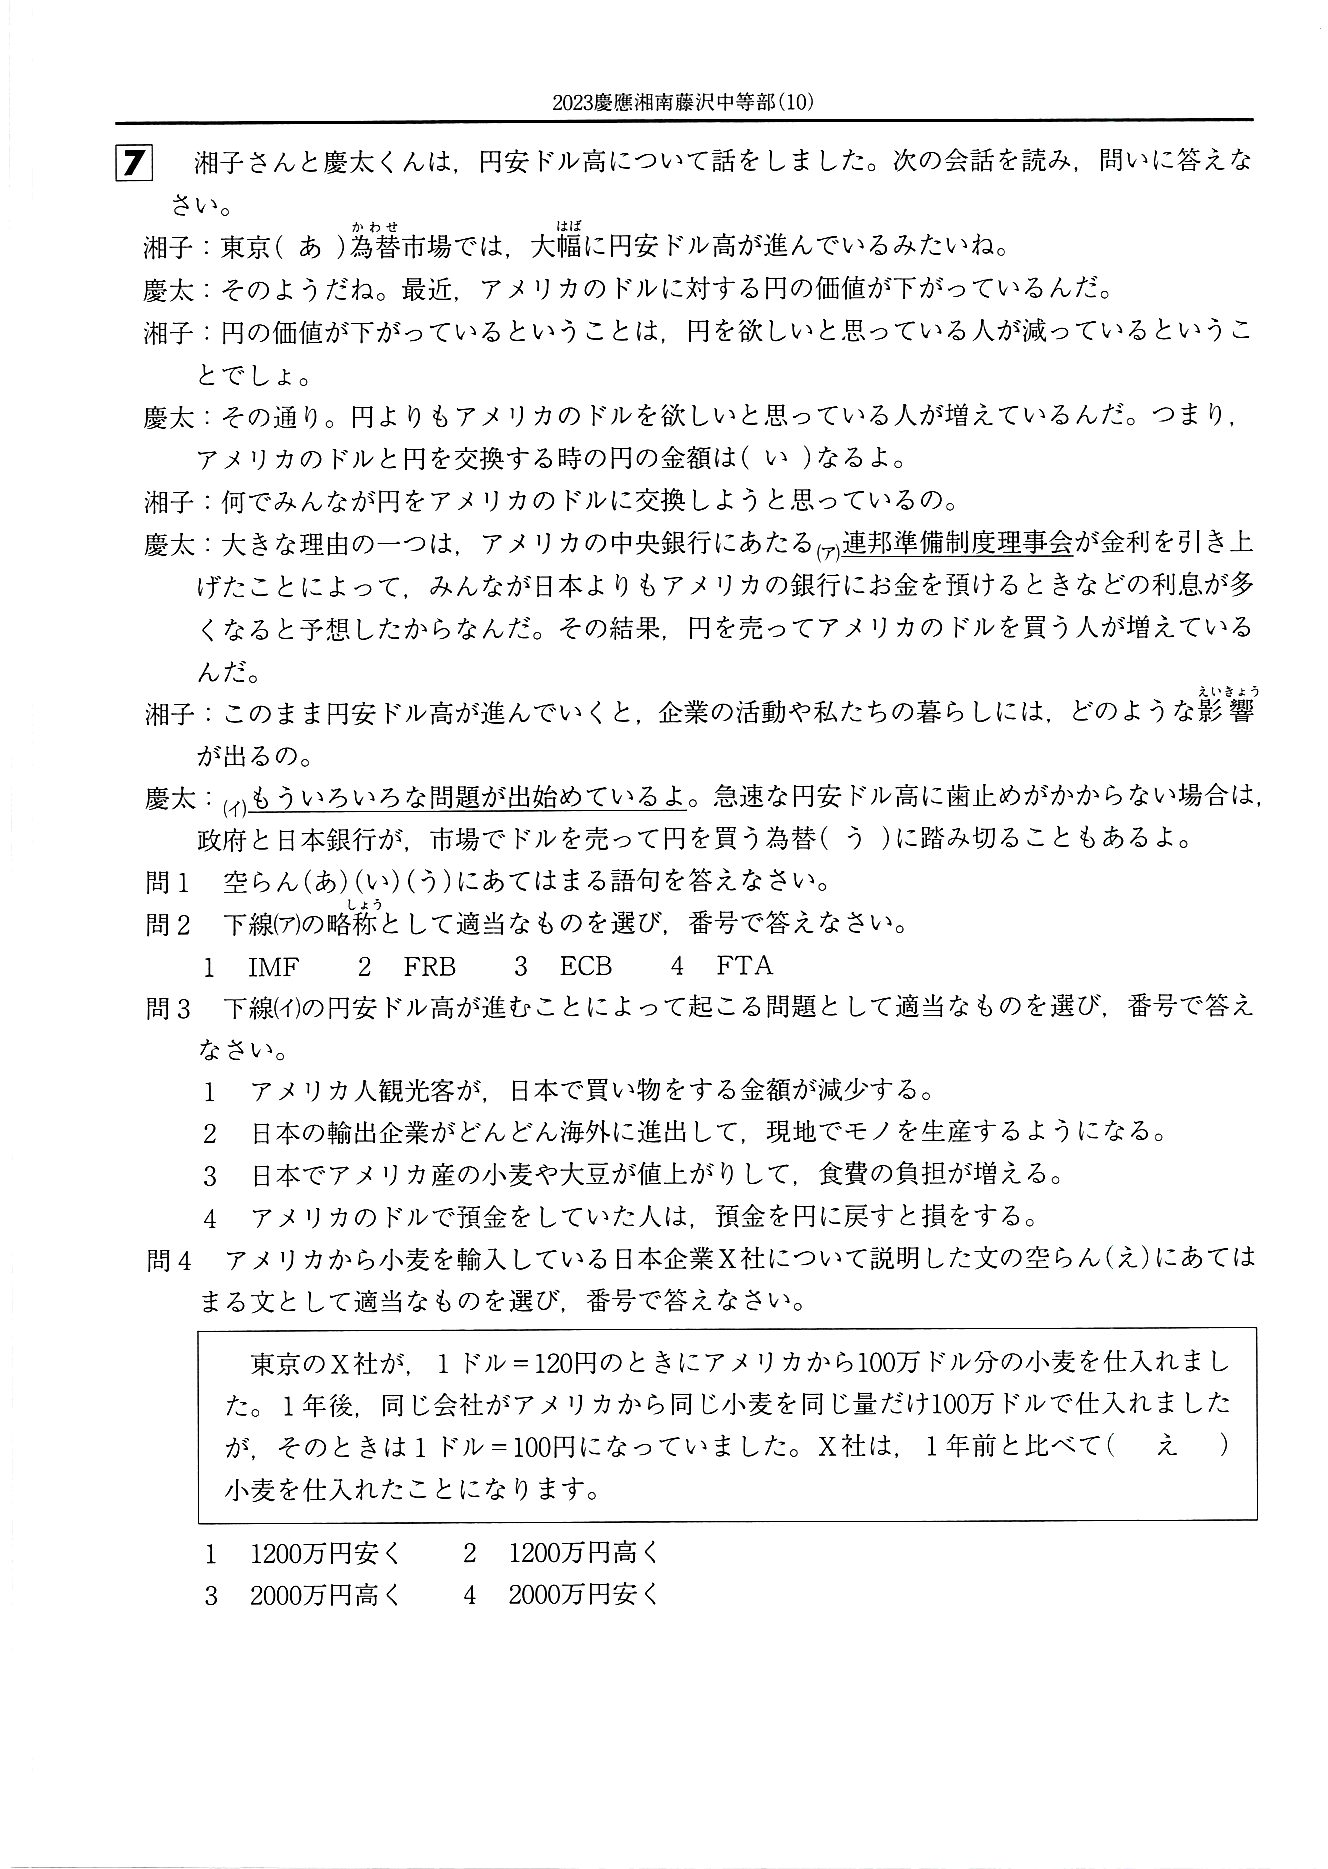 2023慶應湘南藤沢中等部(10)
7 湘子さんと慶太くんは，円安ドル高について話をしました。次の会話を読み，問いに答えな
さい。
湘子：東京( あ )為替市場では，大幅に円安ドル高が進んでいるみたいね。
慶太：そのようだね。最近，アメリカのドルに対する円の価値が下がっているんだ。
湘子：円の価値が下がっているということは，円を欲しいと思っている人が減っているというこ
とでしょ。
慶太：その通り。円よりもアメリカのドルを欲しいと思っている人が増えているんだ。つまり，
アメリカのドルと円を交換する時の円の金額は( い )なるよ。
湘子：何でみんなが円をアメリカのドルに交換しようと思っているの。
慶太：大きな理由の一つは，アメリカの中央銀行にあたる(ア)連邦準備制度理事会が金利を引き上
げたことによって，みんなが日本よりもアメリカの銀行にお金を預けるときなどの利息が多
くなると予想したからなんだ。その結果，円を売ってアメリカのドルを買う人が増えている
んだ。
湘子：このまま円安ドル高が進んでいくと，企業の活動や私たちの暮らしには，どのような影響
が出るの。
慶太：(イ)もういろいろな問題が出始めているよ。急速な円安ドル高に歯止めがかからない場合は，
政府と日本銀行が，市場でドルを売って円を買う為替( う )に踏み切ることもあるよ。
問1 空らん(あ)(い)(う)にあてはまる語句を答えなさい。
問2 下線(ア)の略称として適当なものを選び，番号で答えなさい。
1 IMF 2 FRB 3 ECB 4 FTA
問3 下線(イ)の円安ドル高が進むことによって起こる問題として適当なものを選び，番号で答え
なさい。
1 アメリカ人観光客が，日本で買い物をする金額が減少する。
2 日本の輸出企業がどんどん海外に進出して，現地でモノを生産するようになる。
3 日本でアメリカ産の小麦や大豆が値上がりして，食費の負担が増える。
4 アメリカのドルで預金をしていた人は，預金を円に戻すと損をする。
問4 アメリカから小麦を輸入している日本企業X社について説明した文の空らん(え)にあては
まる文として適当なものを選び，番号で答えなさい。
東京のX社が，1ドル＝120円のときにアメリカから100万ドル分の小麦を仕入れまし
た。1年後，同じ会社がアメリカから同じ小麦を同じ量だけ100万ドルで仕入れました
が，そのときは1ドル＝100円になっていました。X社は，1年前と比べて( え )
小麦を仕入れたことになります。
1 1200万円安く 2 1200万円高く
3 2000万円高く 4 2000万円安く